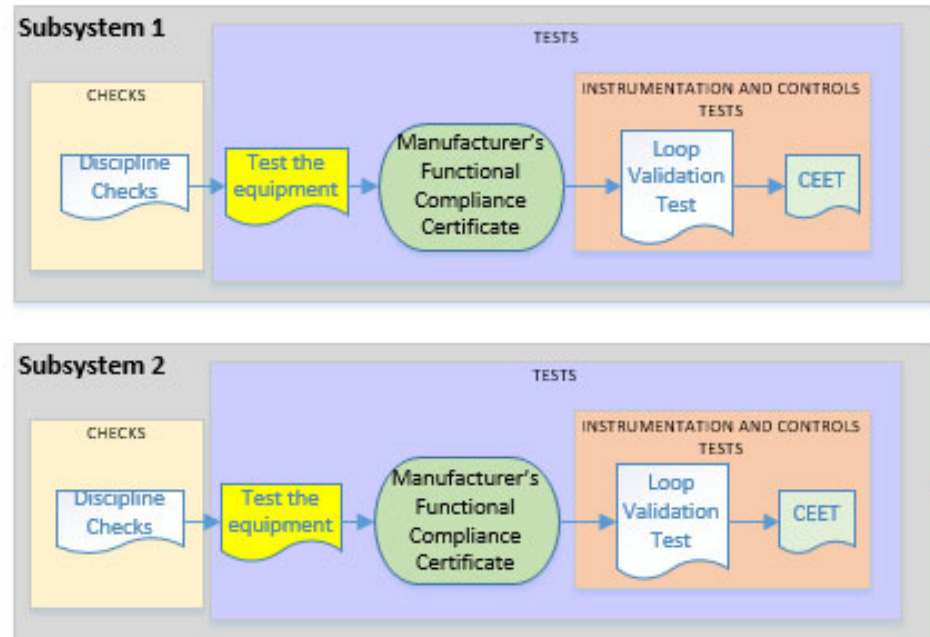 Subsystem 1
TESTS
CHECKS
INSTRUMENTATION AND CONTROLS
TESTS
Discipline
Checks
Test the
equipment
Manufacturer's
Functional
Compliance
Certificate
Loop
Validation
Test
CEET
Subsystem 2
TESTS
CHECKS
INSTRUMENTATION AND CONTROLS
TESTS
Discipline
Checks
Test the
equipment
Manufacturer's
Functional
Compliance
Certificate
Loop
Validation
Test
CEET